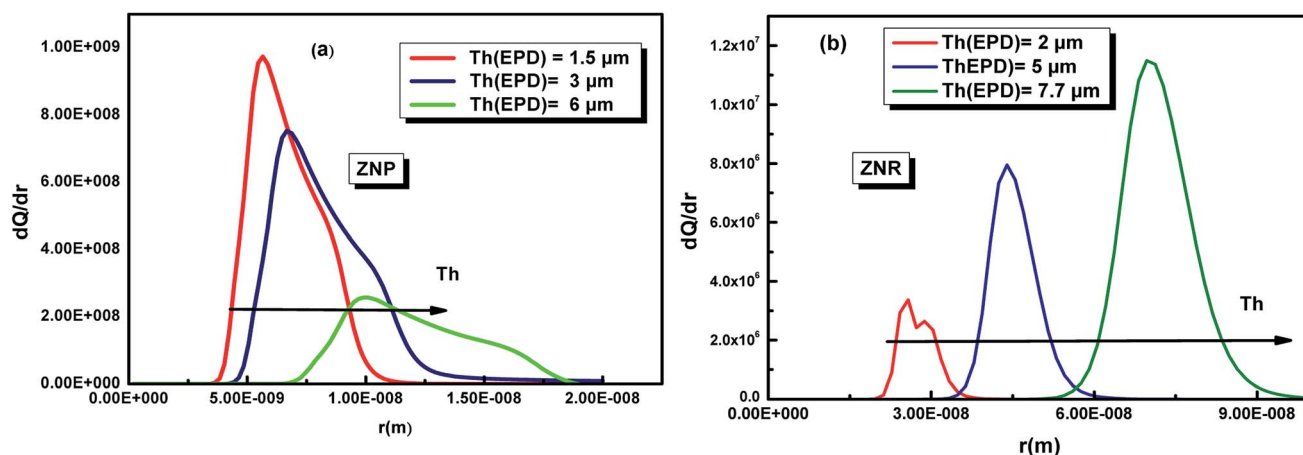 (a)
Th(EPD) = 1.5 µm
Th(EPD)= 3 µm
Th(EPD)= 6 µm
ZNP
Th
dQ/dr
1.00E+009
8.00E+008
6.00E+008
4.00E+008
2.00E+008
0.00E+000
0.00E+000 5.00E-009 1.00E-008 1.50E-008 2.00E-008
r(m)
(b)
Th(EPD)= 2 µm
ThEPD)= 5 µm
Th(EPD)= 7.7 µm
ZNR
Th
dQ/dr
1.2x10⁷
1.0x10⁷
8.0x10⁶
6.0x10⁶
4.0x10⁶
2.0x10⁶
0.0
0.00E+000 3.00E-008 6.00E-008 9.00E-008
r(m)